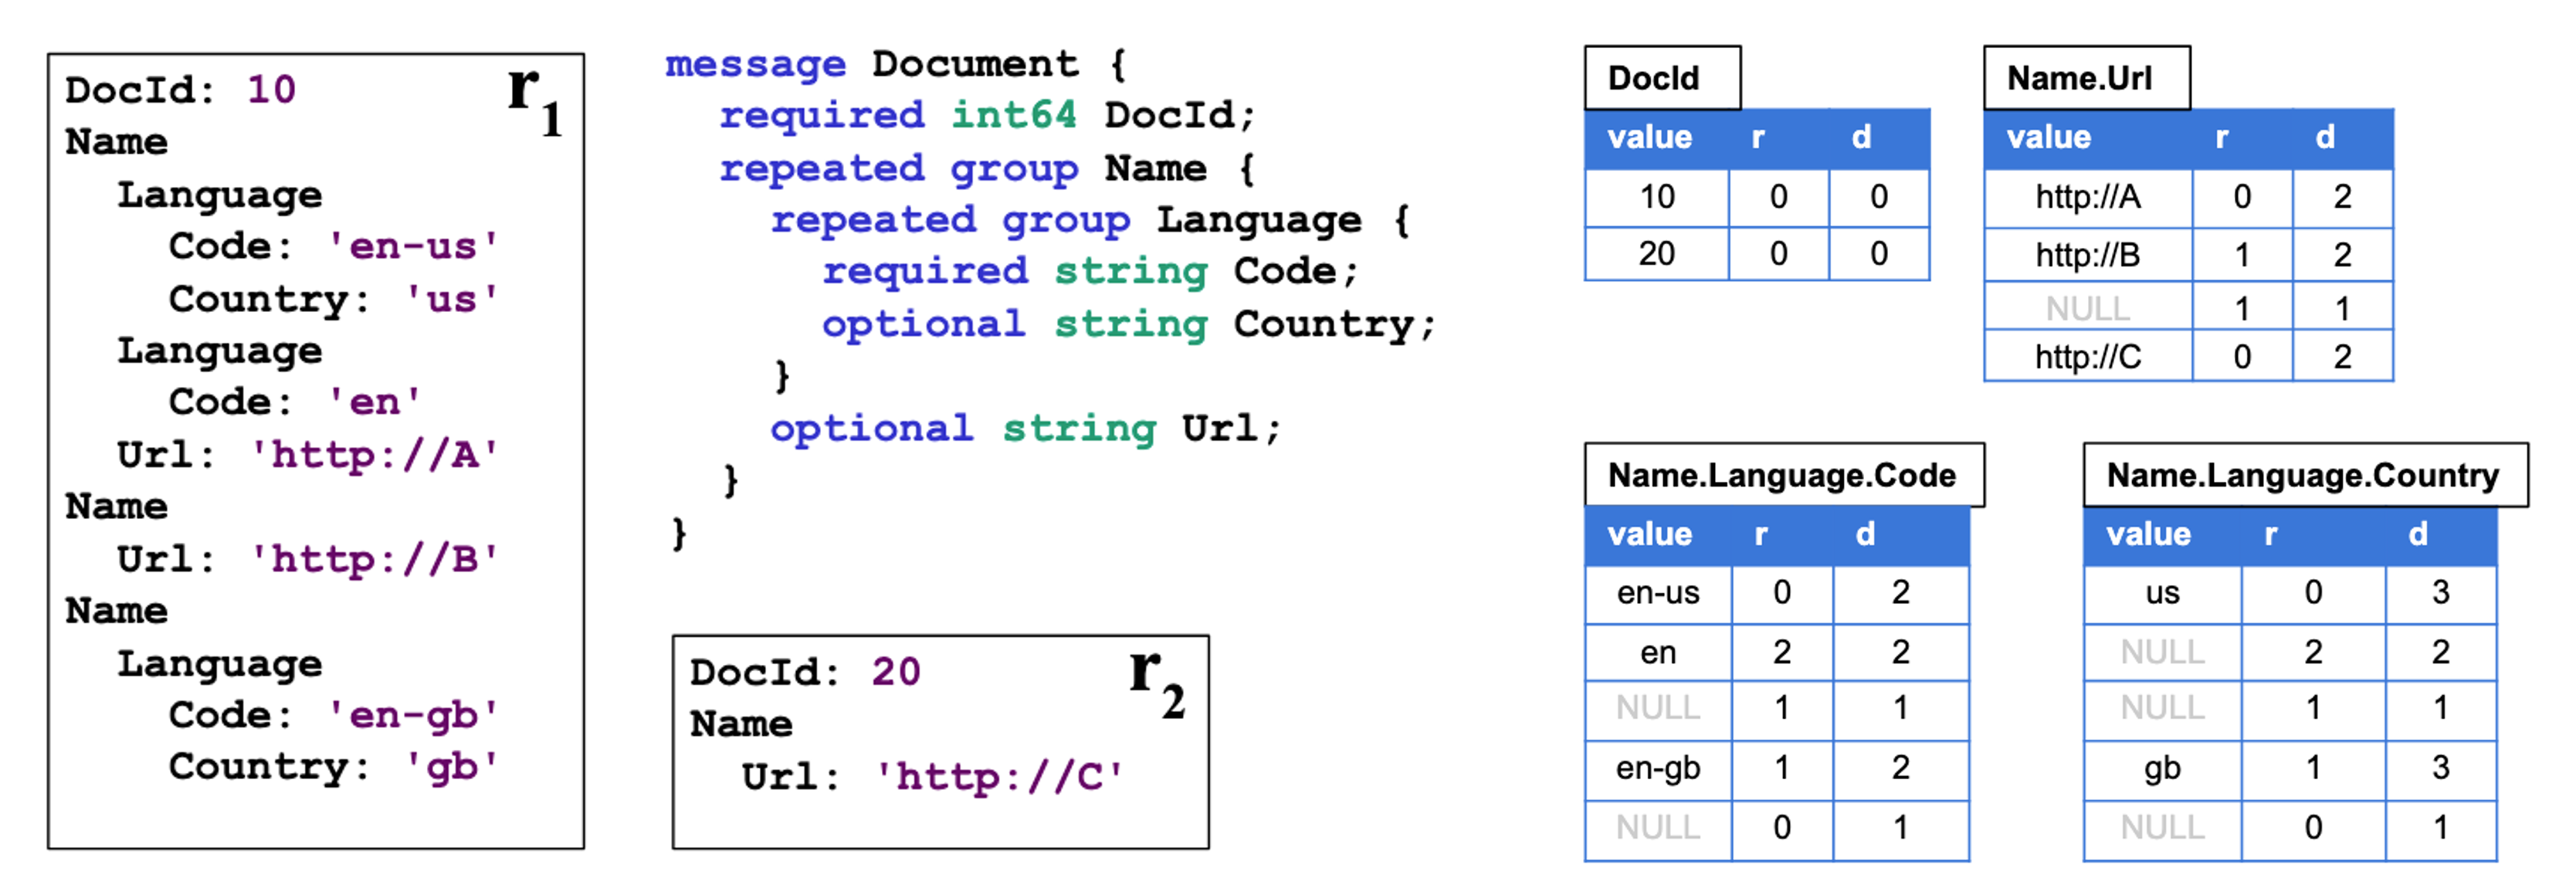 DocId: 10
r1
Name
Language
Code: 'en-us'
Country: 'us'
Language
Code: 'en'
Url: 'http://A'
Name
Url: 'http://B'
Name
Language
Code: 'en-gb'
Country: 'gb'
message Document {
required int64 DocId;
repeated group Name {
repeated group Language {
required string Code;
optional string Country;
}
optional string Url;
}
}
DocId: 20
r2
Name
Url: 'http://C'
DocId
value r d
10 0 0
20 0 0
Name.Url
value r d
http://A 0 2
http://B 1 2
NULL 1 1
http://C 0 2
Name.Language.Code
value r d
en-us 0 2
en 2 2
NULL 1 1
en-gb 1 2
NULL 0 1
Name.Language.Country
value r d
us 0 3
NULL 2 2
NULL 1 1
gb 1 3
NULL 0 1